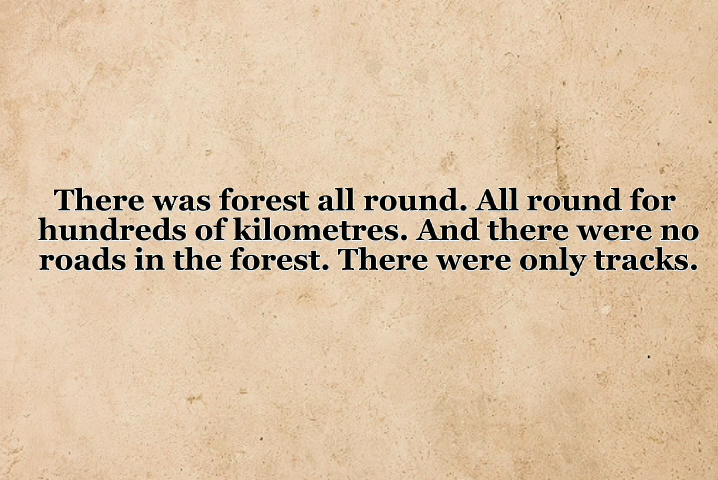 There was forest all round. All round for
hundreds of kilometres. And there were no
roads in the forest. There were only tracks.